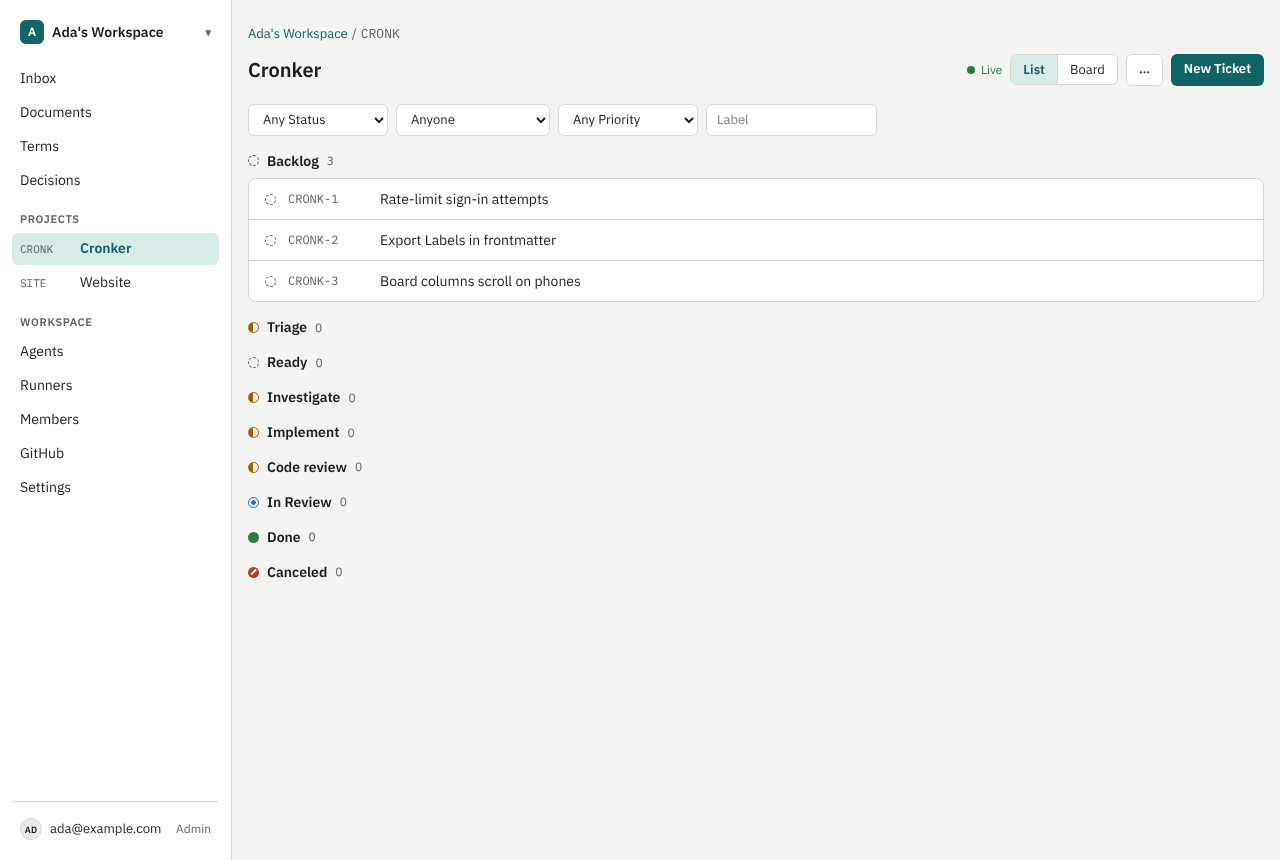 A Ada's Workspace ▾
Inbox
Documents
Terms
Decisions
PROJECTS
CRONK Cronker
SITE Website
WORKSPACE
Agents
Runners
Members
GitHub
Settings
AD ada@example.com Admin
Ada's Workspace / CRONK
Cronker
Live List Board ... New Ticket
Any Status Anyone Any Priority Label
Backlog 3
CRONK-1 Rate-limit sign-in attempts
CRONK-2 Export Labels in frontmatter
CRONK-3 Board columns scroll on phones
Triage 0
Ready 0
Investigate 0
Implement 0
Code review 0
In Review 0
Done 0
Canceled 0